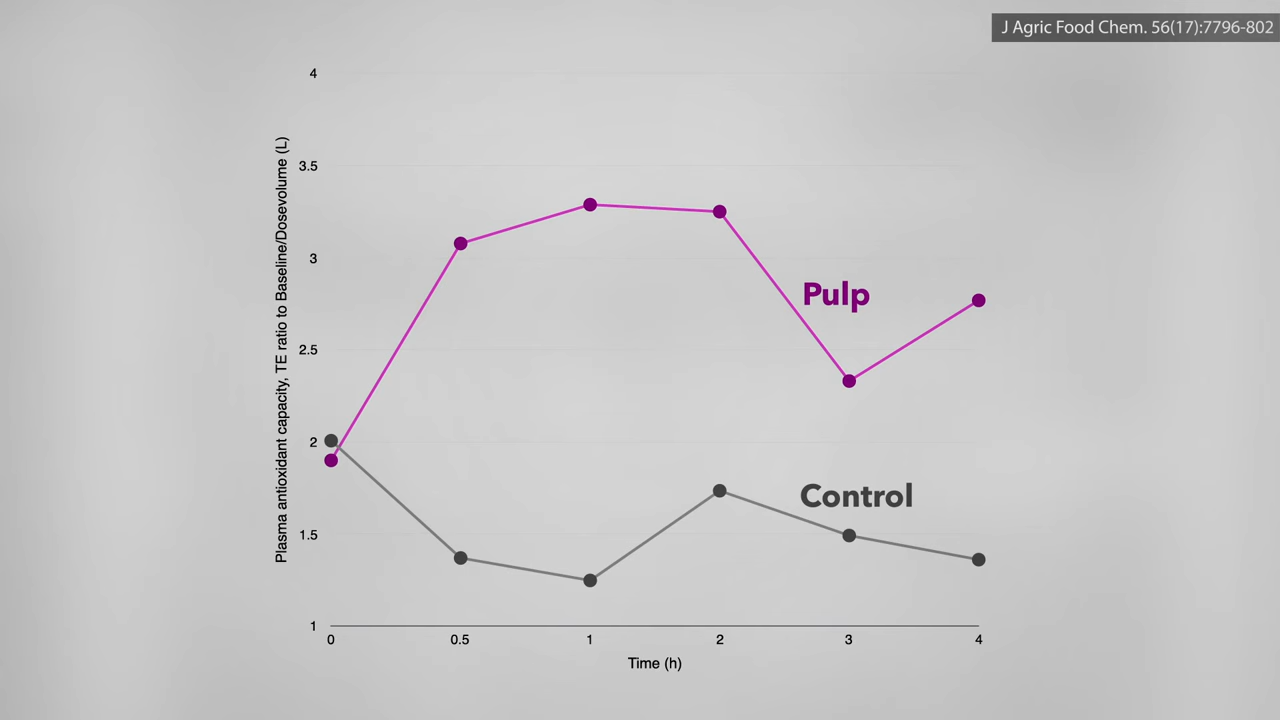 J Agric Food Chem. 56(17):7796-802
Plasma antioxidant capacity, TE ratio to Baseline/Dosevolume (L)
4
3.5
3
2.5
2
1.5
1
Pulp
Control
0 0.5 1 2 3 4
Time (h)